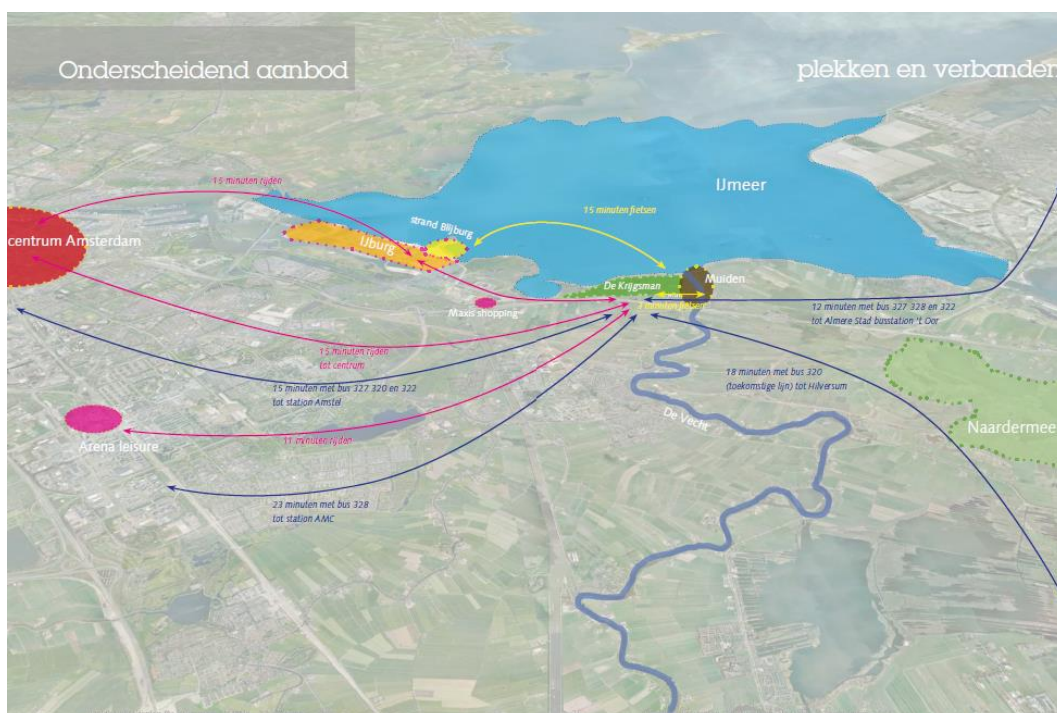 Onderscheidend aanbod
plekken en verbanden
15 minuten rijden
IJmeer
15 minuten fietsen
strand Blijburg
centrum Amsterdam
IJburg
De Krijgsman
Muiden
minuten fietsen
Maxis shopping
12 minuten met bus 327 328 en 322
tot Almere Stad busstation 't Oor
15 minuten rijden
tot centrum
18 minuten met bus 320
(toekomstige lijn) tot Hilversum
15 minuten met bus 327 320 en 322
tot station Amstel
De Vecht
Naardermee
Arena leisure
11 minuten rijden
23 minuten met bus 328
tot station AMC